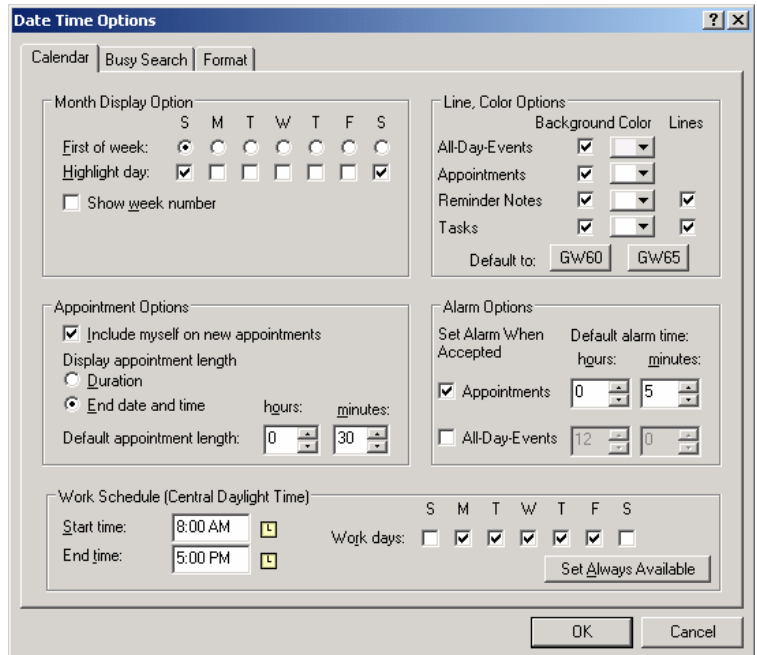 Date Time Options
Calendar Busy Search Format
Month Display Option
S M T W T F S
First of week:
Highlight day:
Show week number
Line, Color Options
Background Color Lines
All-Day-Events
Appointments
Reminder Notes
Tasks
Default to: GW60 GW65
Appointment Options
Include myself on new appointments
Display appointment length
Duration
End date and time
hours: minutes:
Default appointment length: 0 30
Alarm Options
Set Alarm When Accepted
Default alarm time:
hours: minutes:
Appointments 0 5
All-Day-Events 12 0
Work Schedule (Central Daylight Time)
Start time: 8:00 AM
End time: 5:00 PM
S M T W T F S
Work days:
Set Always Available
OK Cancel